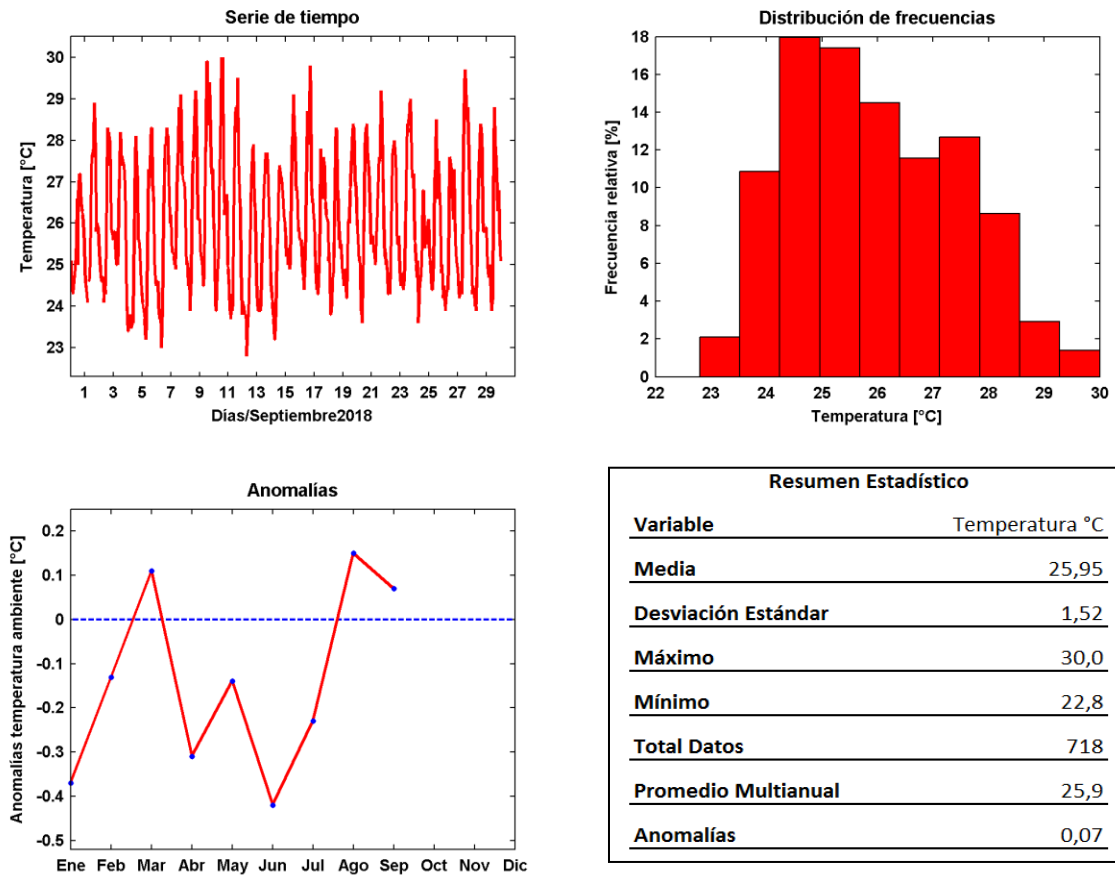 Serie de tiempo
Temperatura [°C]
30
29
28
27
26
25
24
23
1 3 5 7 9 11 13 15 17 19 21 23 25 27 29
Dias/Septiembre2018
Distribución de frecuencias
Frecuencia relativa [%]
18
16
14
12
10
8
6
4
2
0
22 23 24 25 26 27 28 29 30
Temperatura [°C]
Anomalías
Anomalías temperatura ambiente [°C]
0.2
0.1
0
-0.1
-0.2
-0.3
-0.4
-0.5
Ene Feb Mar Abr May Jun Jul Ago Sep Oct Nov Dic
Resumen Estadístico
Variable Temperatura °C
Media 25,95
Desviación Estándar 1,52
Máximo 30,0
Mínimo 22,8
Total Datos 718
Promedio Multianual 25,9
Anomalías 0,07